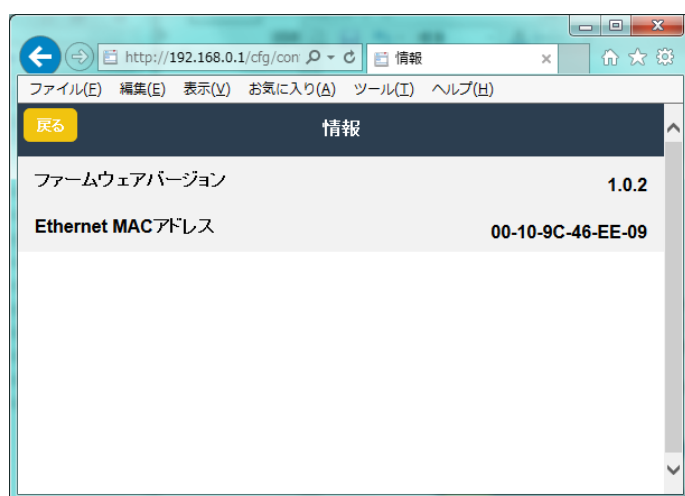 http://192.168.0.1/cfg/con
情報
ファイル(F) 編集(E) 表示(V) お気に入り(A) ツール(T) ヘルプ(H)
戻る
情報
ファームウェアバージョン
1.0.2
Ethernet MACアドレス
00-10-9C-46-EE-09